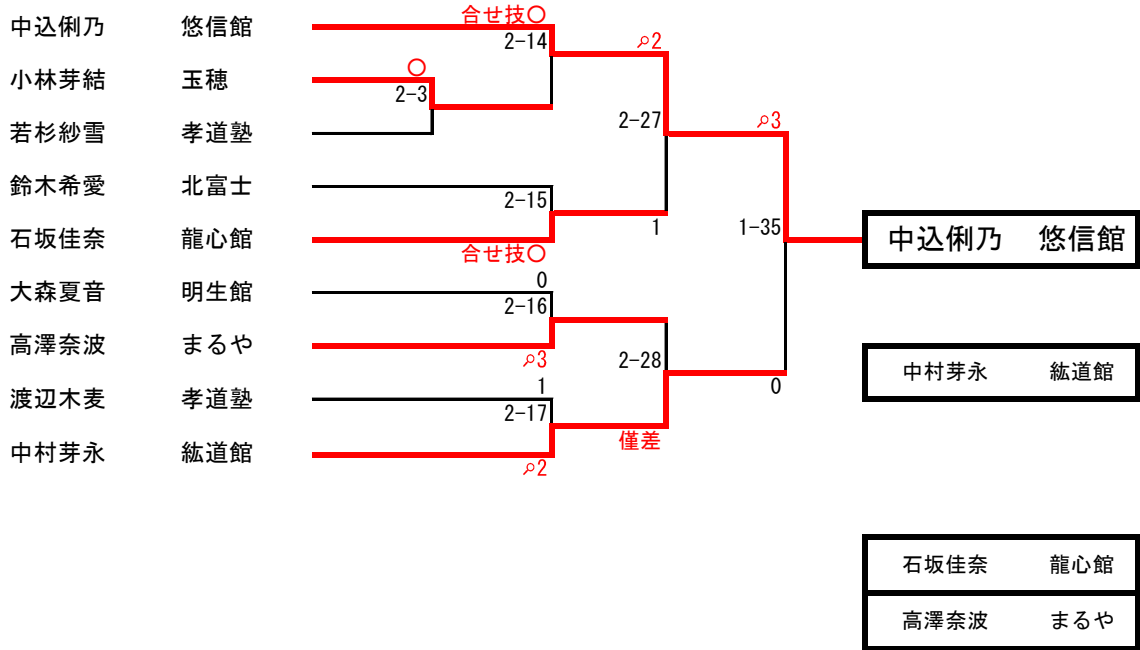 中込俐乃 悠信館
合せ技〇
2-14
⚲2
小林芽結 玉穂
〇
2-3
若杉紗雪 孝道塾
2-27
⚲3
鈴木希愛 北富士
2-15
石坂佳奈 龍心館
合せ技〇
1
1-35
中込俐乃 悠信館
大森夏音 明生館
0
2-16
高澤奈波 まるや
⚲3
2-28
0
中村芽永 紘道館
渡辺木麦 孝道塾
1
2-17
僅差
中村芽永 紘道館
⚲2
石坂佳奈 龍心館
高澤奈波 まるや